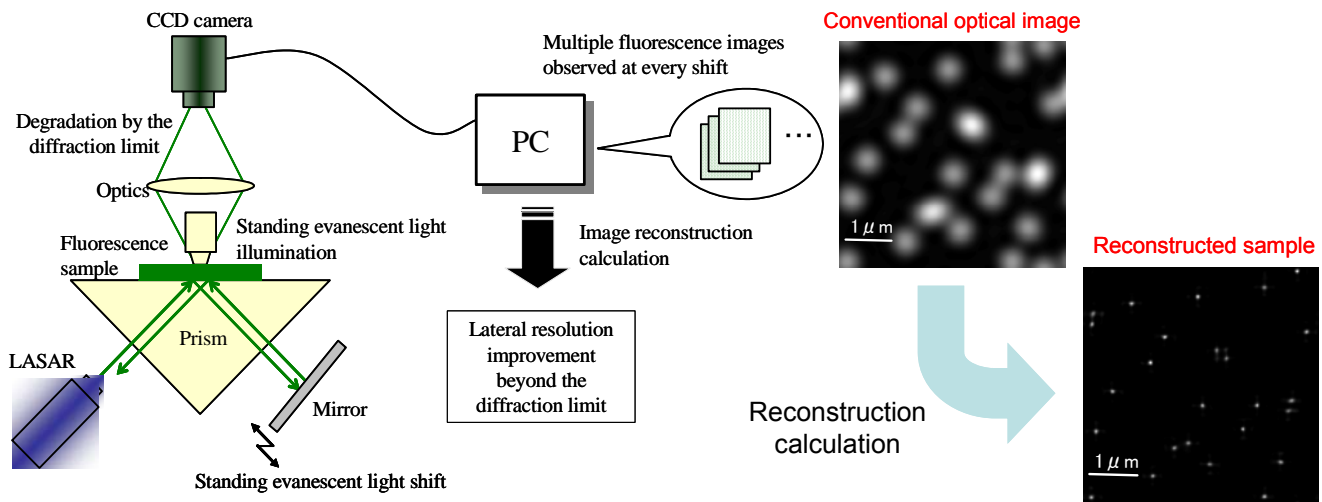 CCD camera
Degradation by the
diffraction limit
Optics
Standing evanescent light
illumination
Fluorescence
sample
Prism
LASAR
Mirror
Standing evanescent light shift
PC
Multiple fluorescence images
observed at every shift
...
Image reconstruction
calculation
Lateral resolution
improvement
beyond the
diffraction limit
Conventional optical image
1μm
Reconstruction
calculation
Reconstructed sample
1μm